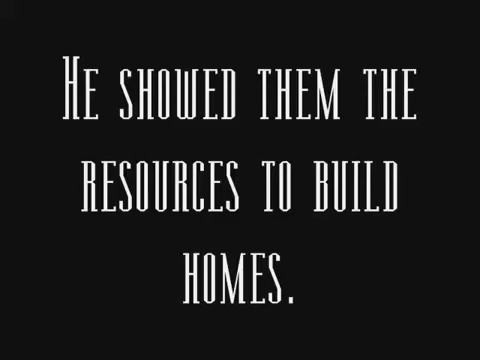 He showed them the
resources to build
homes.